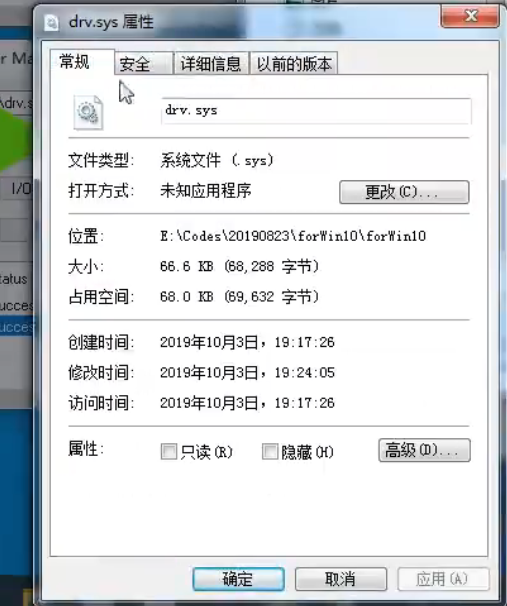 drv.sys 属性
常规 安全 详细信息 以前的版本
drv.sys
文件类型: 系统文件 (.sys)
打开方式: 未知应用程序 更改(C)...
位置: E:\Codes\20190823\forWin10\forWin10
大小: 66.6 KB (68,288 字节)
占用空间: 68.0 KB (69,632 字节)
创建时间: 2019年10月3日，19:17:26
修改时间: 2019年10月3日，19:24:05
访问时间: 2019年10月3日，19:17:26
属性: 只读(R) 隐藏(H) 高级(D)...
确定 取消 应用(A)
r Ma
\drv.s
I/O
tatus
ucces
ucces